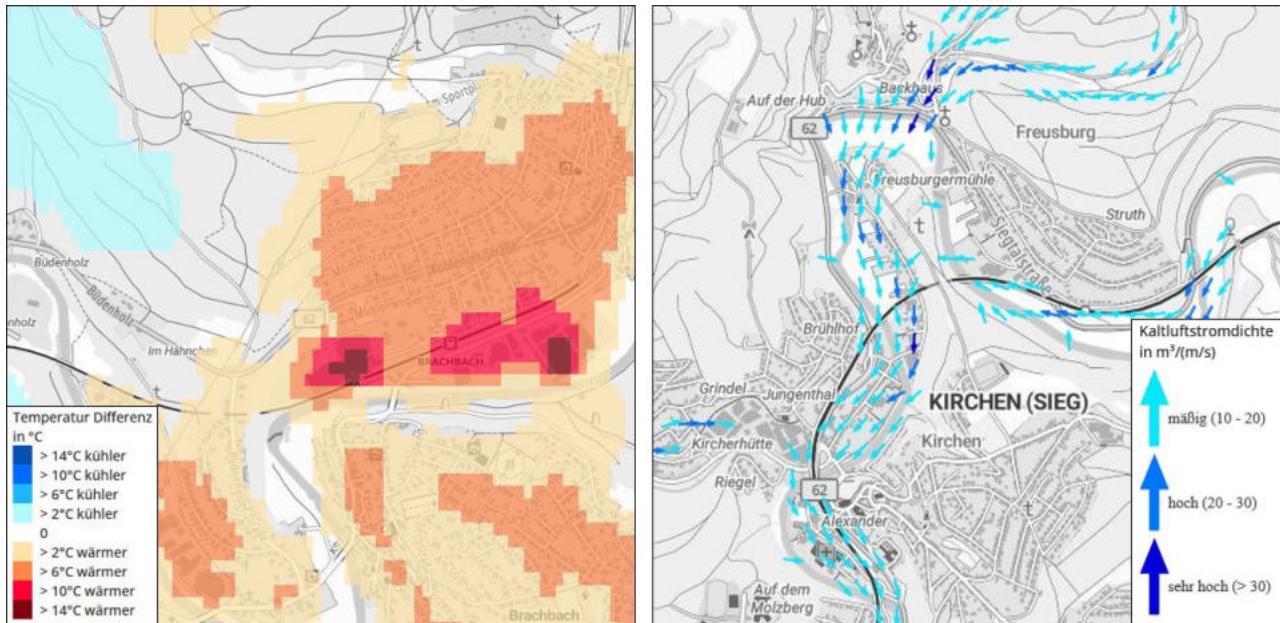 Am Sportpl
62
Büdenholz
Büdenholz
nholz
Im Hähnchen
BRACHBACH
Brachbach
Temperatur Differenz
in °C
> 14°C kühler
> 10°C kühler
> 6°C kühler
> 2°C kühler
0
> 2°C wärmer
> 6°C wärmer
> 10°C wärmer
> 14°C wärmer
Backhaus
Auf der Hub
62
Freusburg
Freusburgermühle
Struth
Siegtalstraße
Brühlhof
Grindel
Jungenthal
KIRCHEN (SIEG)
Kircherhütte
Kirchen
Riegel
62
Alexander
Auf dem
Molzberg
Kaltluftstromdichte
in m³/(m/s)
mäßig (10 - 20)
hoch (20 - 30)
sehr hoch (> 30)